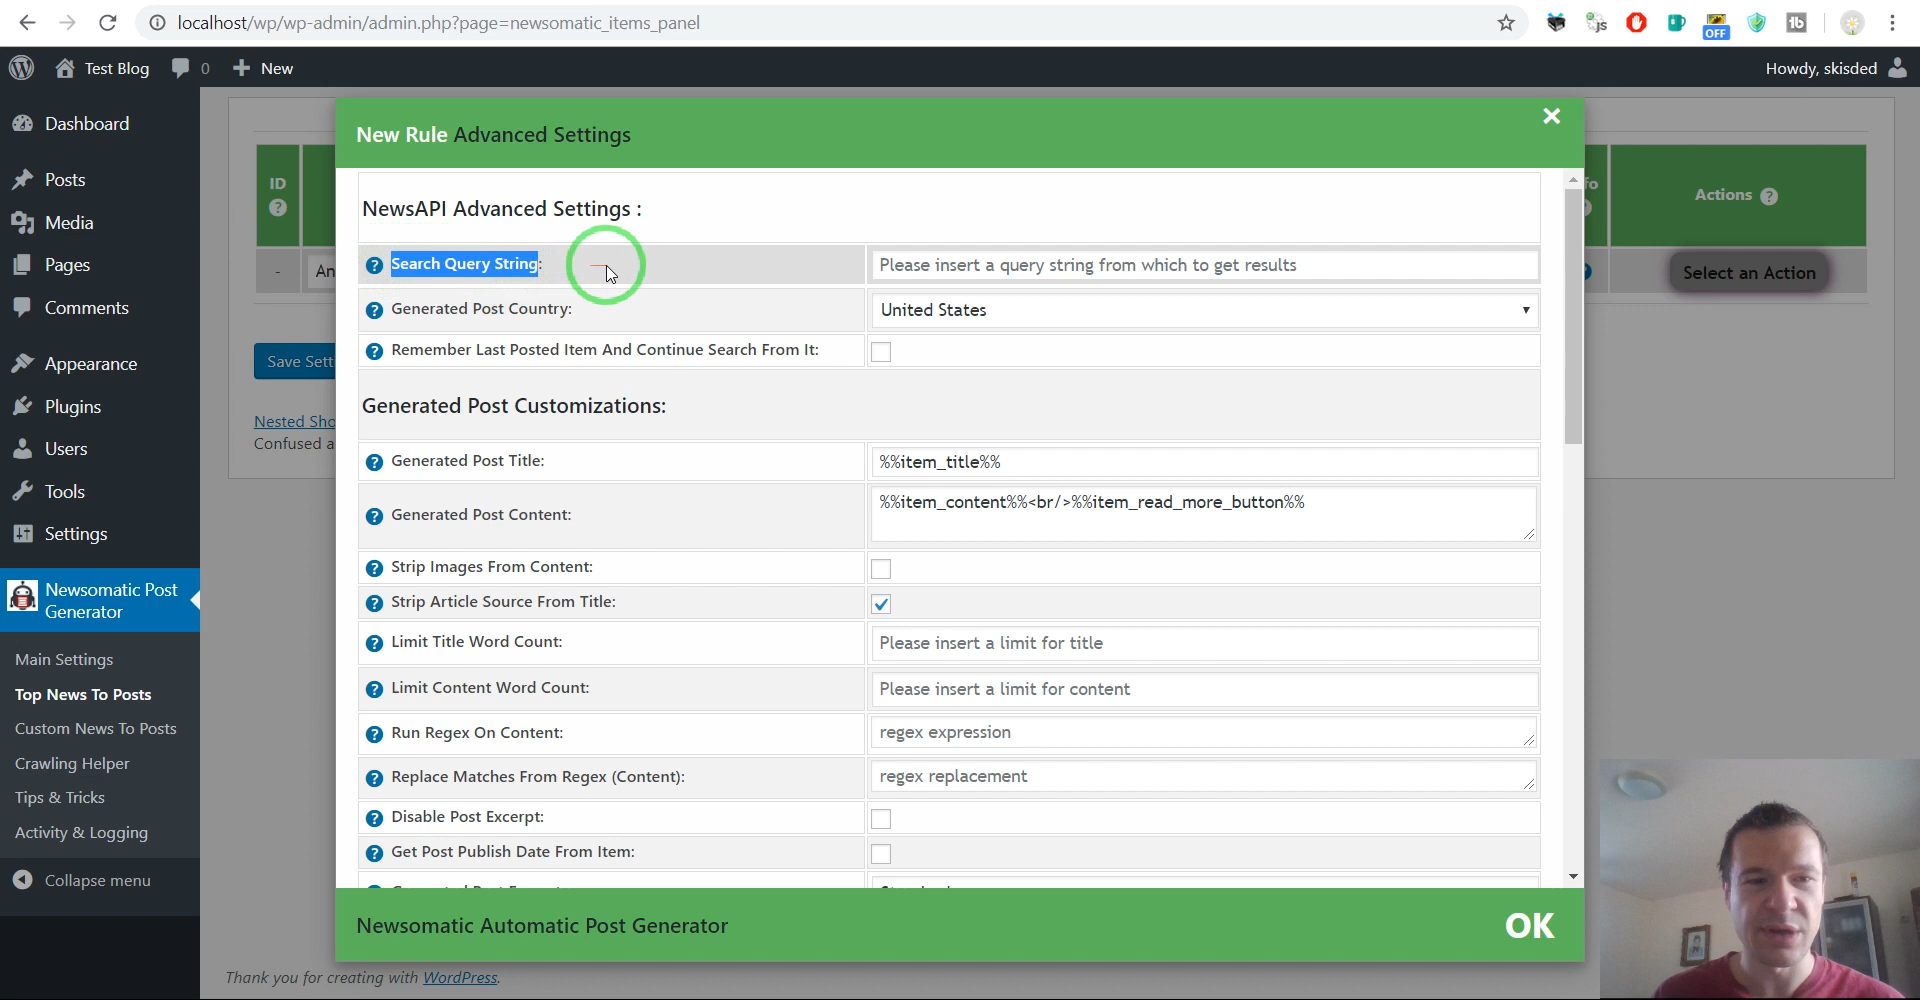 localhost/wp/wp-admin/admin.php?page=newsomatic_items_panel
OFF
Test Blog
0
New
Howdy, skisded
Dashboard
Posts
Media
Pages
Comments
Appearance
Plugins
Users
Tools
Settings
Newsomatic Post
Generator
Main Settings
Top News To Posts
Custom News To Posts
Crawling Helper
Tips & Tricks
Activity & Logging
Collapse menu
ID
Actions
-
An
Select an Action
Save Sett
Nested Sho
Confused a
New Rule Advanced Settings
NewsAPI Advanced Settings :
Search Query String:
Please insert a query string from which to get results
Generated Post Country:
United States
Remember Last Posted Item And Continue Search From It:
Generated Post Customizations:
Generated Post Title:
%%item_title%%
Generated Post Content:
%%item_content%%<br/>%%item_read_more_button%%
Strip Images From Content:
Strip Article Source From Title:
Limit Title Word Count:
Please insert a limit for title
Limit Content Word Count:
Please insert a limit for content
Run Regex On Content:
regex expression
Replace Matches From Regex (Content):
regex replacement
Disable Post Excerpt:
Get Post Publish Date From Item:
Newsomatic Automatic Post Generator
OK
Thank you for creating with WordPress.